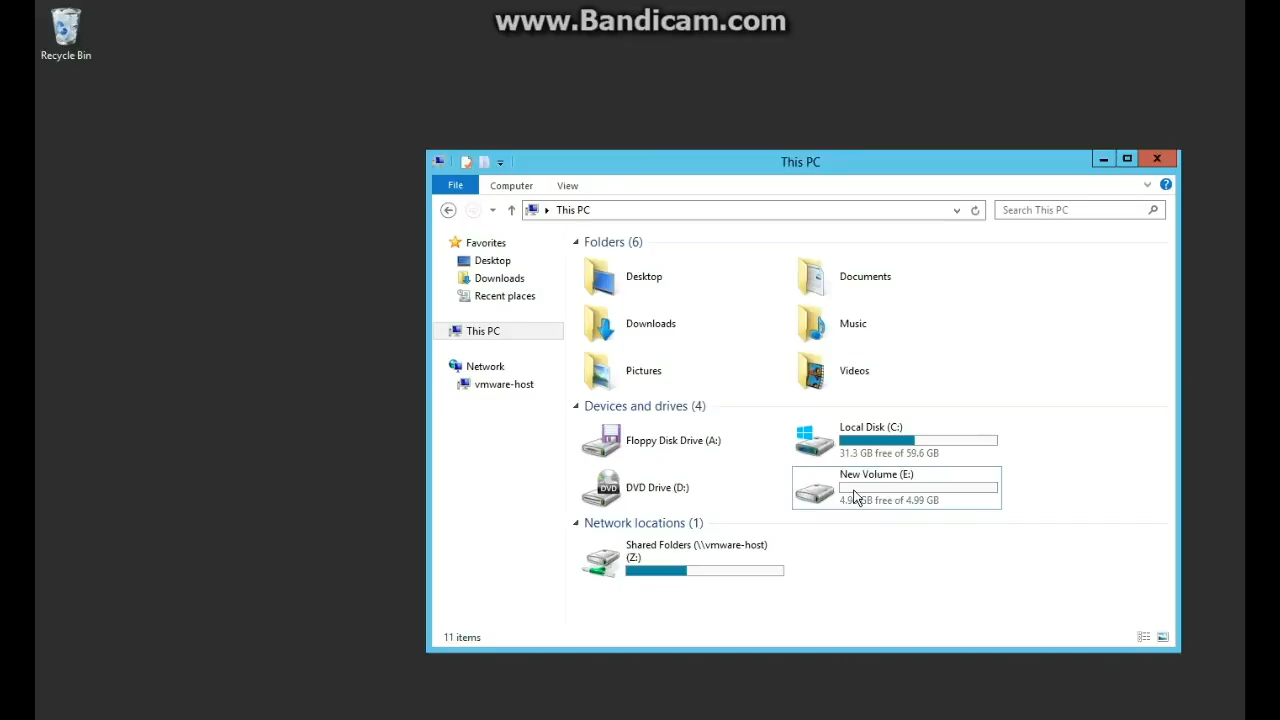 www.Bandicam.com
Recycle Bin
This PC
File Computer View
This PC
Search This PC
Favorites
Desktop
Downloads
Recent places
This PC
Network
vmware-host
Folders (6)
Desktop
Documents
Downloads
Music
Pictures
Videos
Devices and drives (4)
Floppy Disk Drive (A:)
Local Disk (C:)
31.3 GB free of 59.6 GB
DVD
DVD Drive (D:)
New Volume (E:)
GB free of 4.99 GB
Network locations (1)
Shared Folders (\\vmware-host)
(Z:)
11 items